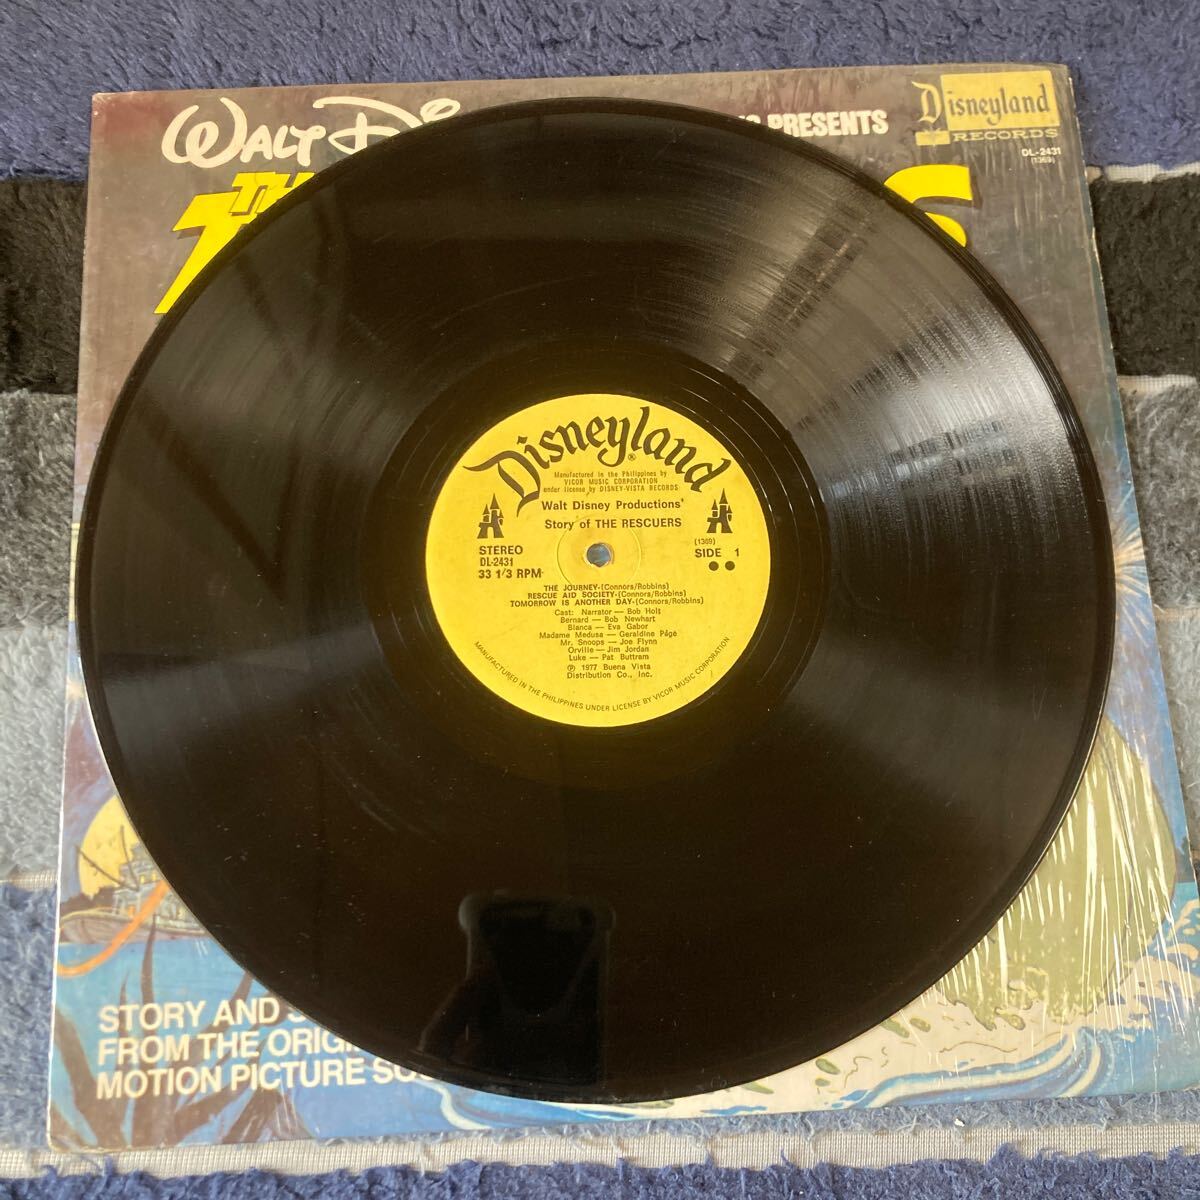 WALT
PRESENTS
Disneyland
RECORDS
DL-2431
(1369)
Disneyland®
Manufactured in the Philippines by
VICOR MUSIC CORPORATION
under license by DISNEY-VISTA RECORDS
Walt Disney Productions'
Story of THE RESCUERS
STEREO
DL-2431
33 1/3 RPM
(1369)
SIDE 1
THE JOURNEY-(Connors/Robbins)
RESCUE AID SOCIETY-(Connors/Robbins)
TOMORROW IS ANOTHER DAY-(Connors/Robbins)
Cast: Narrator — Bob Holt
Bernard — Bob Newhart
Bianca — Eva Gabor
Madame Medusa — Geraldine Page
Mr. Snoops — Joe Flynn
Orville — Jim Jordan
Luke — Pat Buttram
Ⓟ 1977 Buena Vista
Distribution Co., Inc.
MANUFACTURED IN THE PHILIPPINES UNDER LICENSE BY VICOR MUSIC CORPORATION
STORY AND
FROM THE
MOTION PICTURE